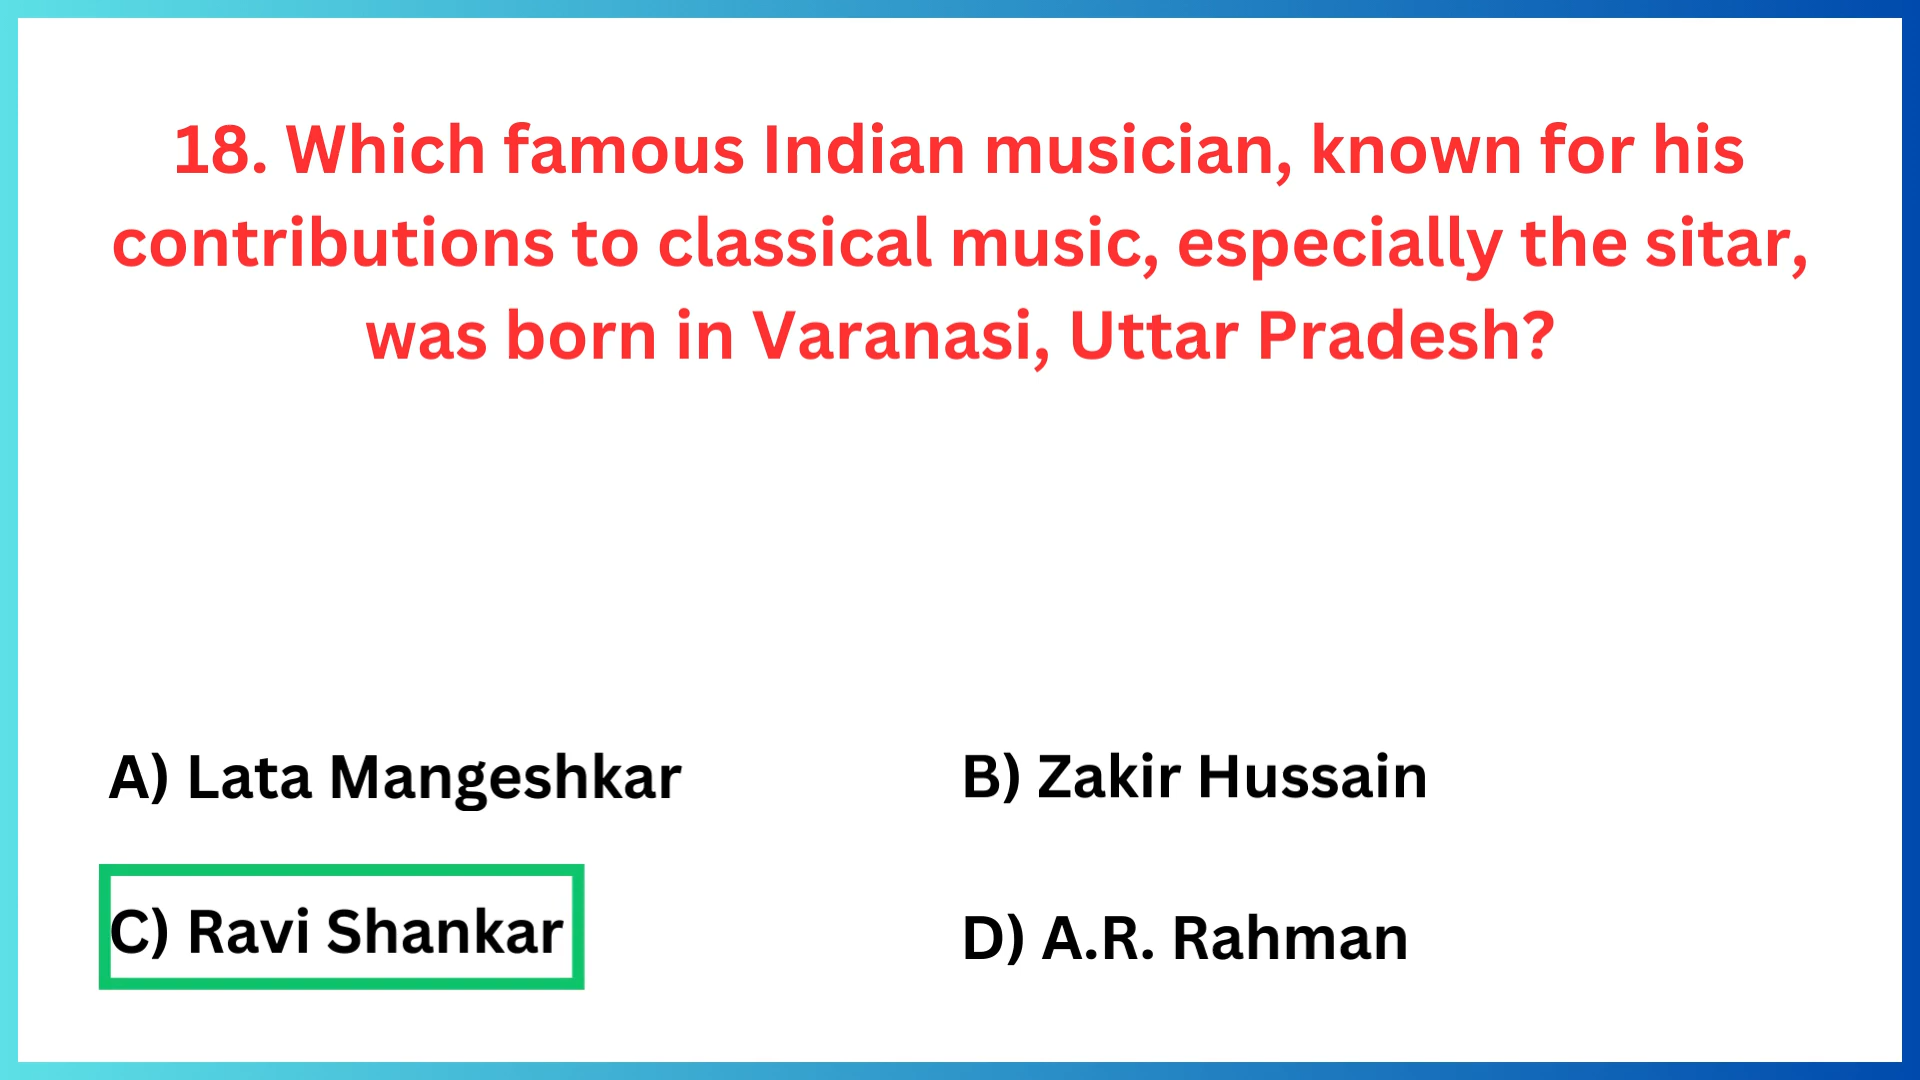 18. Which famous Indian musician, known for his
contributions to classical music, especially the sitar,
was born in Varanasi, Uttar Pradesh?
A) Lata Mangeshkar
B) Zakir Hussain
C) Ravi Shankar
D) A.R. Rahman